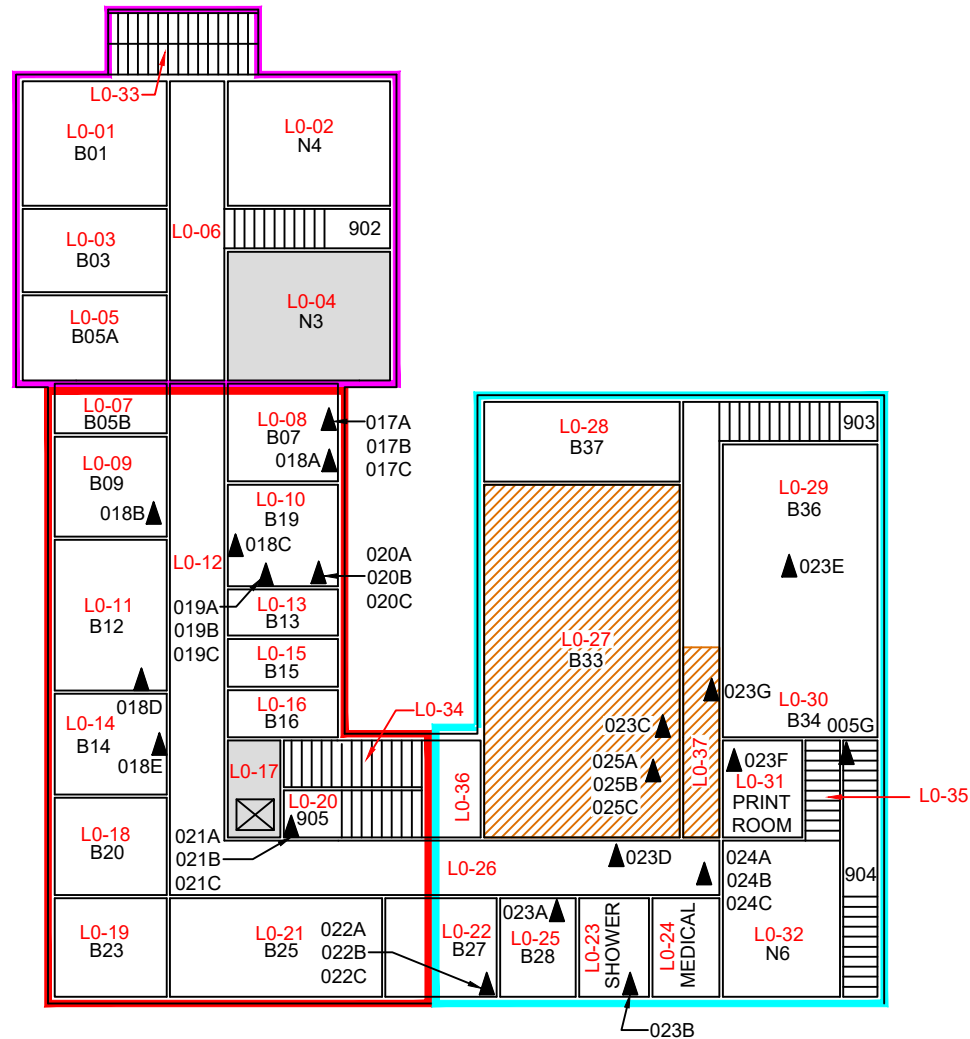 L0-33
L0-01
B01
L0-02
N4
L0-03
B03
L0-06
902
L0-05
B05A
L0-04
N3
L0-07
B05B
L0-08
B07
017A
017B
017C
018A
L0-09
B09
018B
L0-10
B19
018C
L0-12
020A
020B
020C
019A
019B
019C
L0-11
B12
018D
L0-13
B13
L0-15
B15
L0-16
B16
L0-14
B14
018E
L0-17
L0-34
L0-20
905
L0-18
B20
021A
021B
021C
L0-19
B23
L0-21
B25
022A
022B
022C
L0-28
B37
903
L0-29
B36
023E
L0-27
B33
023G
023C
L0-30
B34
005G
025A
025B
025C
L0-36
L0-37
023F
L0-31
PRINT
ROOM
L0-35
L0-26
023D
024A
024B
024C
904
L0-22
B27
023A
L0-25
B28
L0-23
SHOWER
L0-24
MEDICAL
L0-32
N6
023B